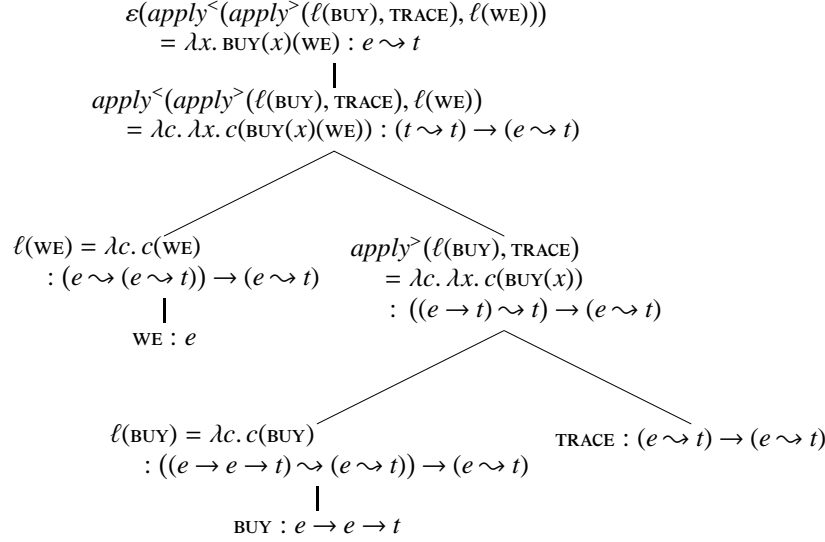 ε(apply<(apply>(ℓ(BUY), TRACE), ℓ(WE)))
= λx. BUY(x)(WE) : e ⤳ t
apply<(apply>(ℓ(BUY), TRACE), ℓ(WE))
= λc. λx. c(BUY(x)(WE)) : (t ⤳ t) → (e ⤳ t)
ℓ(WE) = λc. c(WE)
: (e ⤳ (e ⤳ t)) → (e ⤳ t)
WE : e
apply>(ℓ(BUY), TRACE)
= λc. λx. c(BUY(x))
: ((e → t) ⤳ t) → (e ⤳ t)
ℓ(BUY) = λc. c(BUY)
: ((e → e → t) ⤳ (e ⤳ t)) → (e ⤳ t)
BUY : e → e → t
TRACE : (e ⤳ t) → (e ⤳ t)